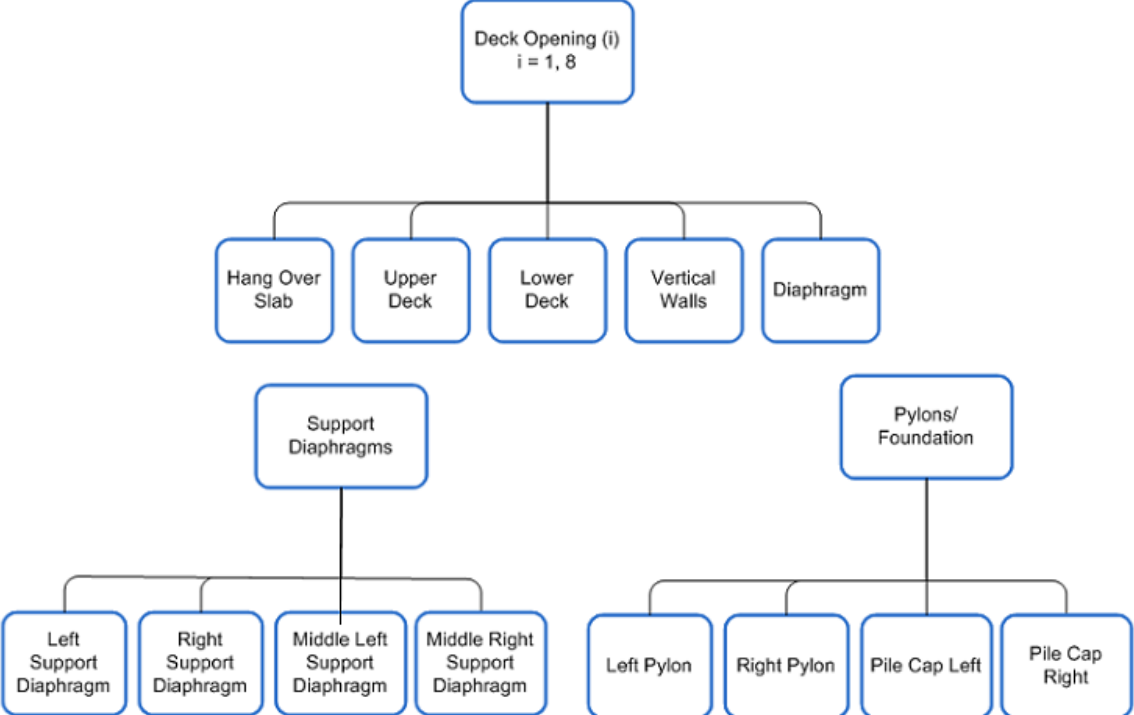 Deck Opening (i)
i = 1, 8
Hang Over
Slab
Upper
Deck
Lower
Deck
Vertical
Walls
Diaphragm
Support
Diaphragms
Pylons/
Foundation
Left
Support
Diaphragm
Right
Support
Diaphragm
Middle Left
Support
Diaphragm
Middle Right
Support
Diaphragm
Left Pylon
Right Pylon
Pile Cap Left
Pile Cap
Right